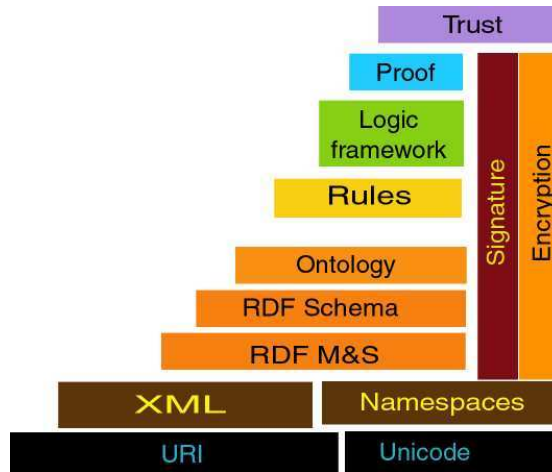 Trust
Proof
Logic
framework
Rules
Ontology
RDF Schema
RDF M&S
Signature
Encryption
XML
Namespaces
URI
Unicode